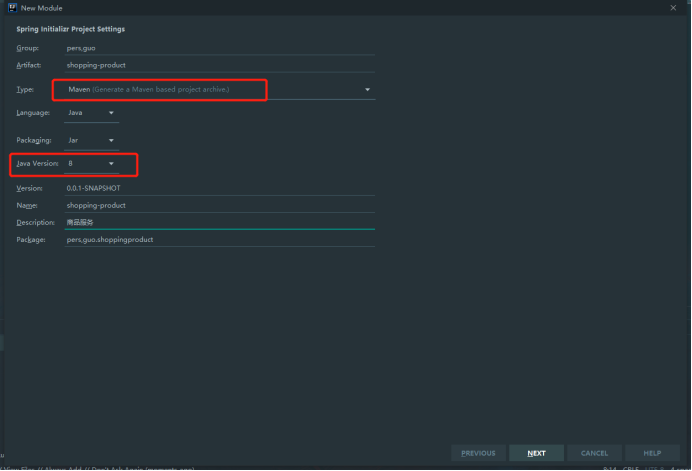 New Module
Spring Initializr Project Settings
Group: pers,guo
Artifact: shopping-product
Type: Maven (Generate a Maven-based project archive.)
Language: Java
Packaging: Jar
Java Version: 8
Version: 0.0.1-SNAPSHOT
Name: shopping-product
Description: 商品服务
Package: pers,guo.shoppingproduct
PREVIOUS NEXT CANCEL HELP